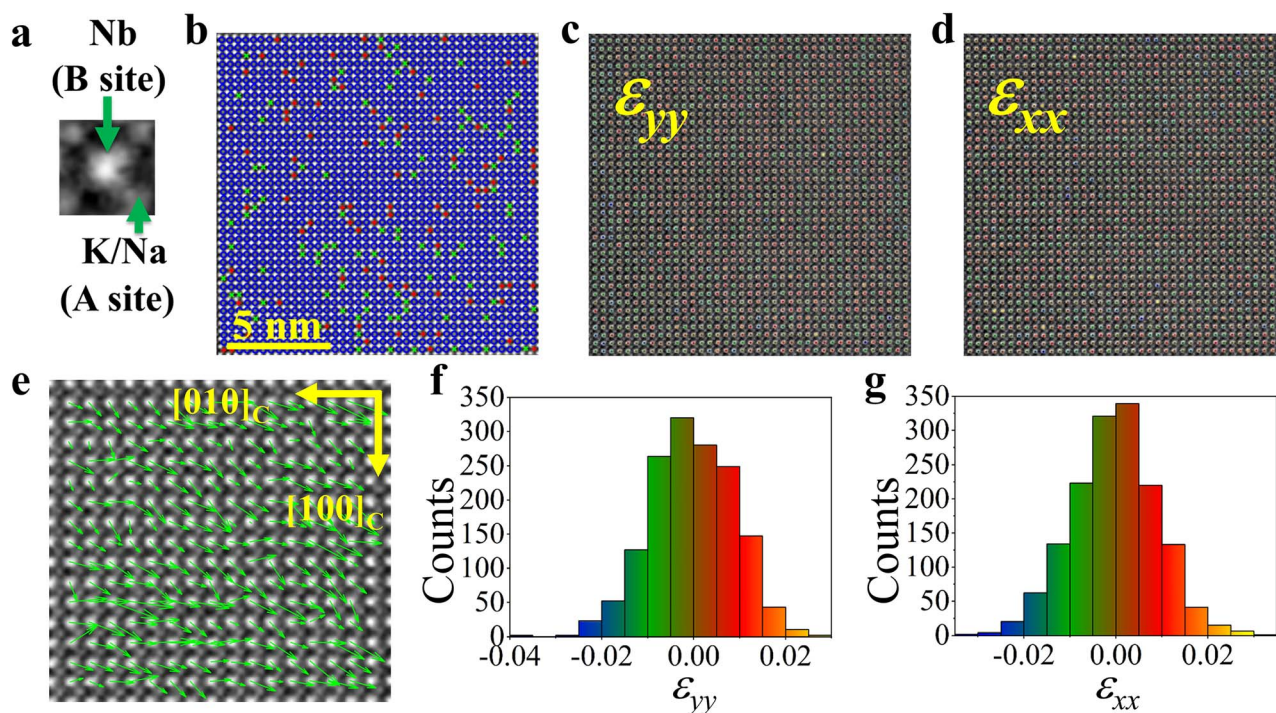 a
Nb
(B site)
K/Na
(A site)
b
5 nm
c
εyy
d
εxx
e
[010]C
[100]C
f
Counts
350
300
250
200
150
100
50
0
-0.04
-0.02
0.00
0.02
εyy
g
Counts
350
300
250
200
150
100
50
0
-0.02
0.00
0.02
εxx